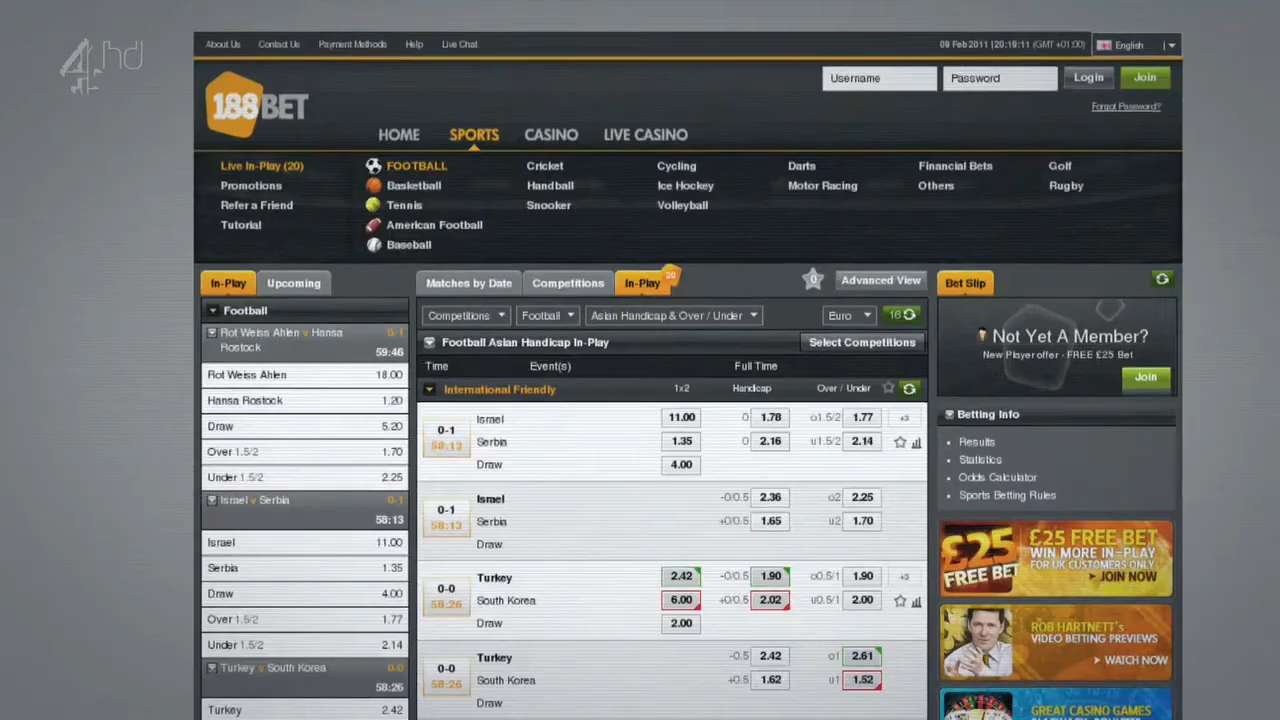 4hd
About Us Contact Us Payment Methods Help Live Chat
09 Feb 2011 (20:19:11 (GMT+01:00) English
188BET
Username Password Login Join
Forgot Password?
HOME SPORTS CASINO LIVE CASINO
Live In-Play (20) FOOTBALL Cricket Cycling Darts Financial Bets Golf
Promotions Basketball Handball Ice Hockey Motor Racing Others Rugby
Refer a Friend Tennis Snooker Volleyball
Tutorial American Football
Baseball
In-Play Upcoming
Football
Rot Weiss Ahlen v Hansa Rostock 0-1
59:46
Rot Weiss Ahlen 18.00
Hansa Rostock 1.20
Draw 5.20
Over 1.5/2 1.70
Under 1.5/2 2.25
Israel v Serbia 0-1
58:13
Israel 11.00
Serbia 1.35
Draw 4.00
Over 1.5/2 1.77
Under 1.5/2 2.14
Turkey v South Korea 0-0
58:26
Turkey 2.42
Matches by Date Competitions In-Play 20 0 Advanced View
Competitions Football Asian Handicap & Over / Under Euro 16
Football Asian Handicap In-Play Select Competitions
Time Event(s) Full Time
International Friendly 1x2 Handicap Over / Under
0-1 58:13
Israel 11.00 0 1.78 o1.5/2 1.77 +3
Serbia 1.35 0 2.16 u1.5/2 2.14
Draw 4.00
0-1 58:13
Israel -0/0.5 2.36 o2 2.25
Serbia +0/0.5 1.65 u2 1.70
Draw
0-0 58:26
Turkey 2.42 -0/0.5 1.90 o0.5/1 1.90 +3
South Korea 6.00 +0/0.5 2.02 u0.5/1 2.00
Draw 2.00
0-0 58:26
Turkey -0.5 2.42 o1 2.61
South Korea +0.5 1.62 u1 1.52
Draw
Bet Slip
Not Yet A Member?
New Player offer - FREE £25 Bet
Join
Betting Info
Results
Statistics
Odds Calculator
Sports Betting Rules
£25 FREE BET
£25 FREE BET
WIN MORE IN-PLAY
FOR UK CUSTOMERS ONLY
JOIN NOW
ROB HARTNETT's
VIDEO BETTING PREVIEWS
WATCH NOW
GREAT CASINO GAMES